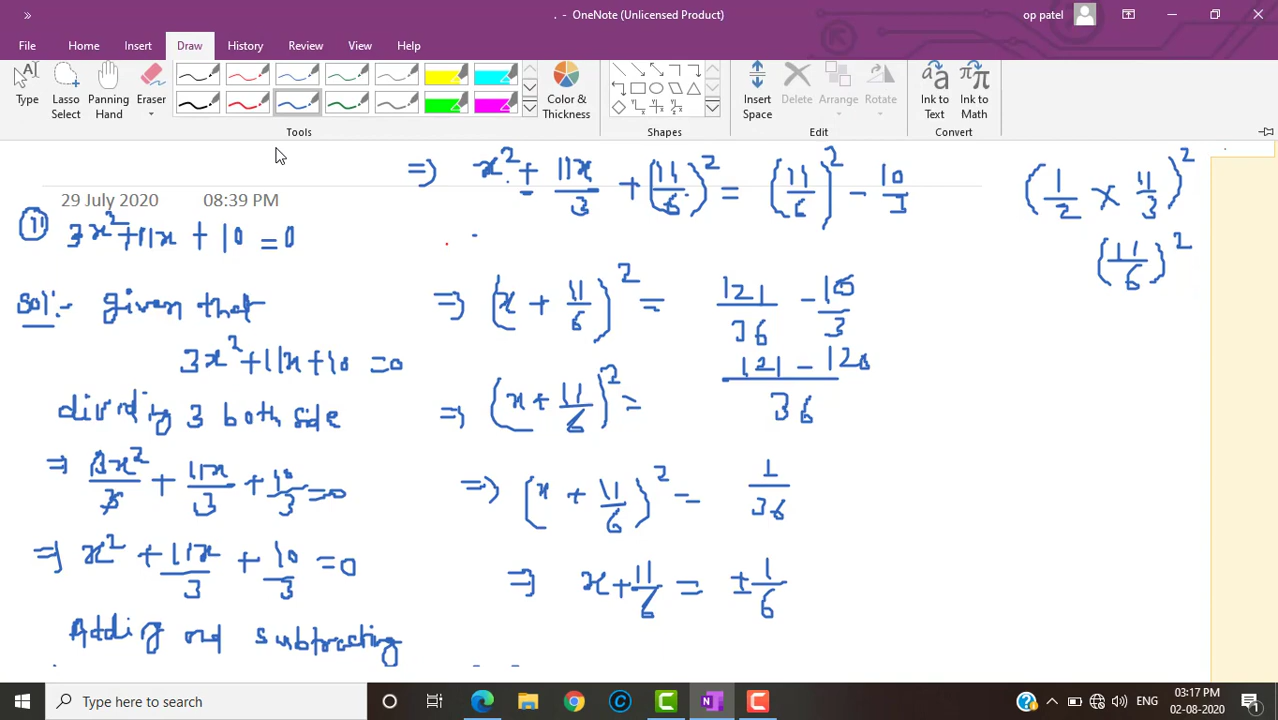 . - OneNote (Unlicensed Product)
op patel
File Home Insert Draw History Review View Help
Type
Lasso Select
Panning Hand
Eraser
Color & Thickness
Insert Space
Delete
Arrange
Rotate
Ink to Text
Ink to Math
Tools
Shapes
Edit
Convert
29 July 2020 08:39 PM
3x²+11x + 10 = 0
Sol:- given that
3x²+11x+10 =0
dividing 3 both side
=> 3x²/3 + 11x/3 + 10/3 =0
=> x² + 11x/3 + 10/3 =0
Adding and subtracting
=> x² + 11x/3 + (11/6)² = (11/6)² - 10/3
=> (x + 11/6)² = 121/36 - 10/3
=> (x + 11/6)² = 121 - 120/36
=> (x + 11/6)² = 1/36
=> x + 11/6 = ± 1/6
(1/2 × 11/3)²
(11/6)²
Type here to search
ENG
03:17 PM
02-08-2020